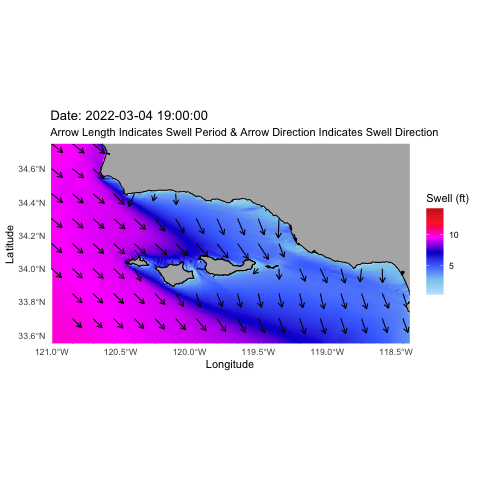 Date: 2022-03-04 19:00:00
Arrow Length Indicates Swell Period & Arrow Direction Indicates Swell Direction
34.6°N
34.4°N
34.2°N
34.0°N
33.8°N
33.6°N
Latitude
121.0°W 120.5°W 120.0°W 119.5°W 119.0°W 118.5°W
Longitude
Swell (ft)
10
5